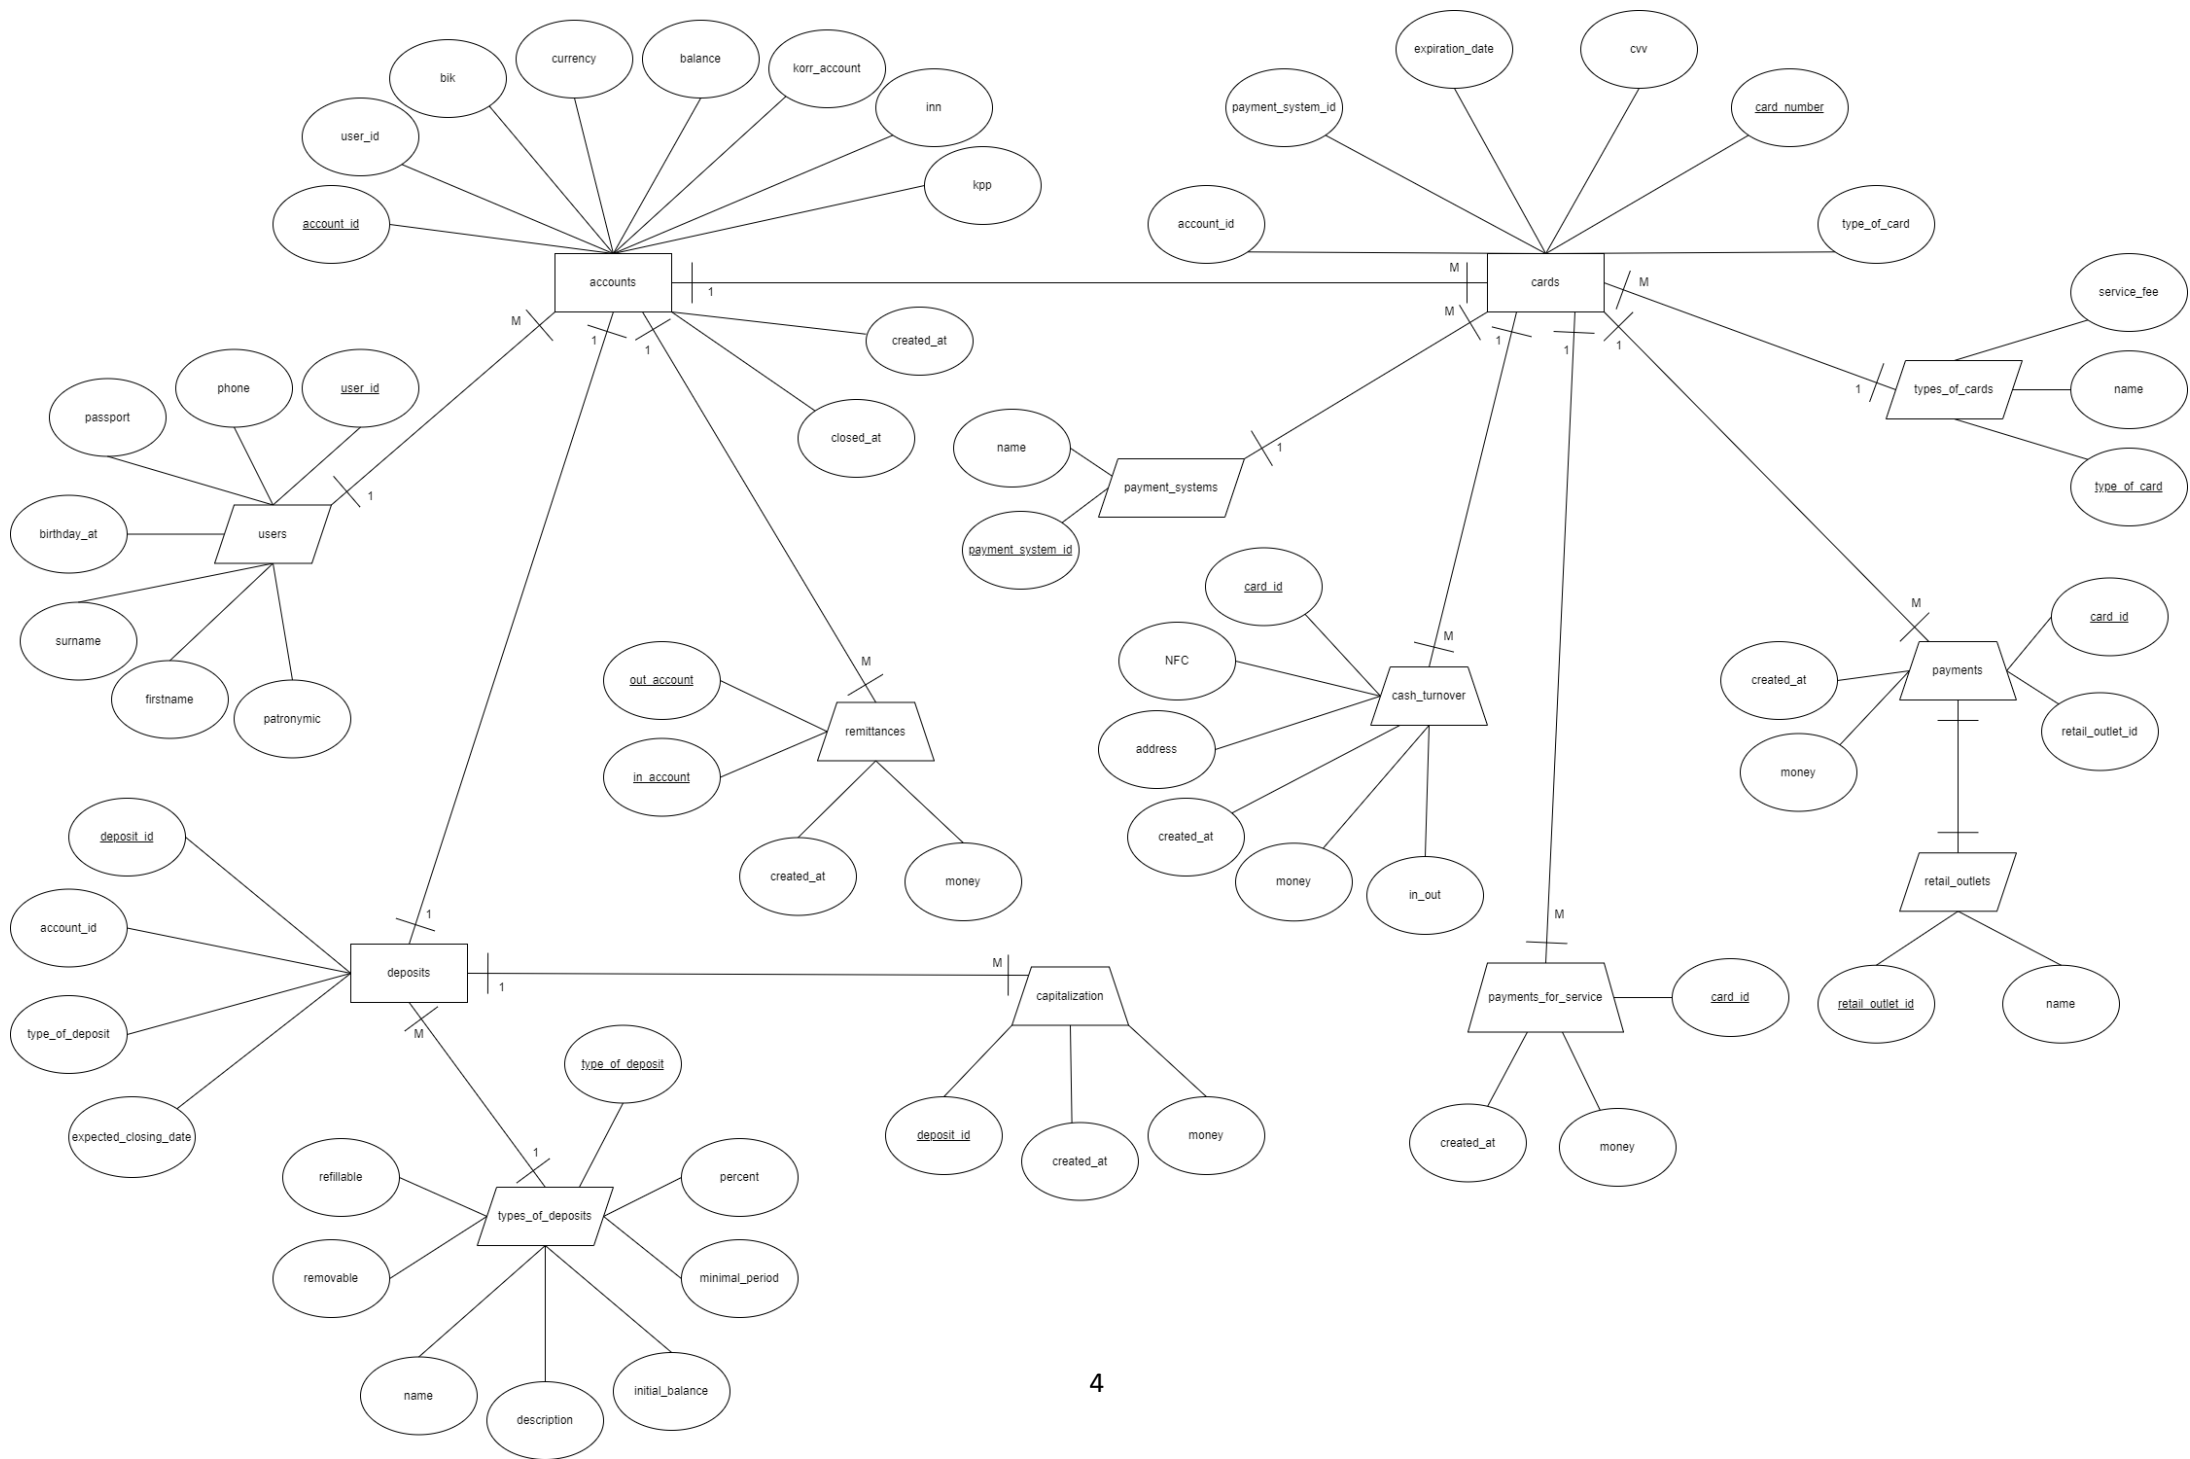 expiration_date
cvv
currency
balance
korr_account
bik
payment_system_id
card_number
inn
user_id
kpp
account_id
account_id
type_of_card
accounts
1
M
cards
M
service_fee
M
1
1
M
1
1
1
created_at
types_of_cards
name
1
phone
user_id
passport
closed_at
name
1
type_of_card
payment_systems
1
birthday_at
users
payment_system_id
card_id
surname
firstname
patronymic
out_account
in_account
M
remittances
created_at
money
NFC
address
created_at
money
in_out
M
cash_turnover
M
card_id
created_at
payments
retail_outlet_id
money
deposit_id
account_id
type_of_deposit
expected_closing_date
1
deposits
1
M
M
capitalization
deposit_id
created_at
money
M
payments_for_service
card_id
created_at
money
retail_outlets
retail_outlet_id
name
type_of_deposit
1
refillable
percent
types_of_deposits
removable
minimal_period
name
description
initial_balance
4